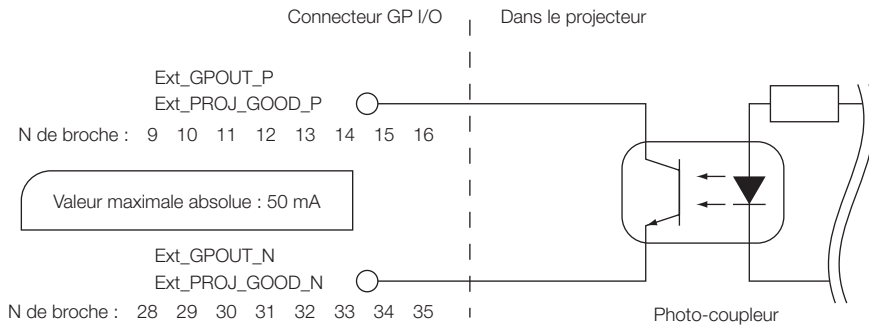 Connecteur GP I/O
Dans le projecteur
Ext_GPOUT_P
Ext_PROJ_GOOD_P
N de broche : 9 10 11 12 13 14 15 16
Valeur maximale absolue : 50 mA
Ext_GPOUT_N
Ext_PROJ_GOOD_N
N de broche : 28 29 30 31 32 33 34 35
Photo-coupleur